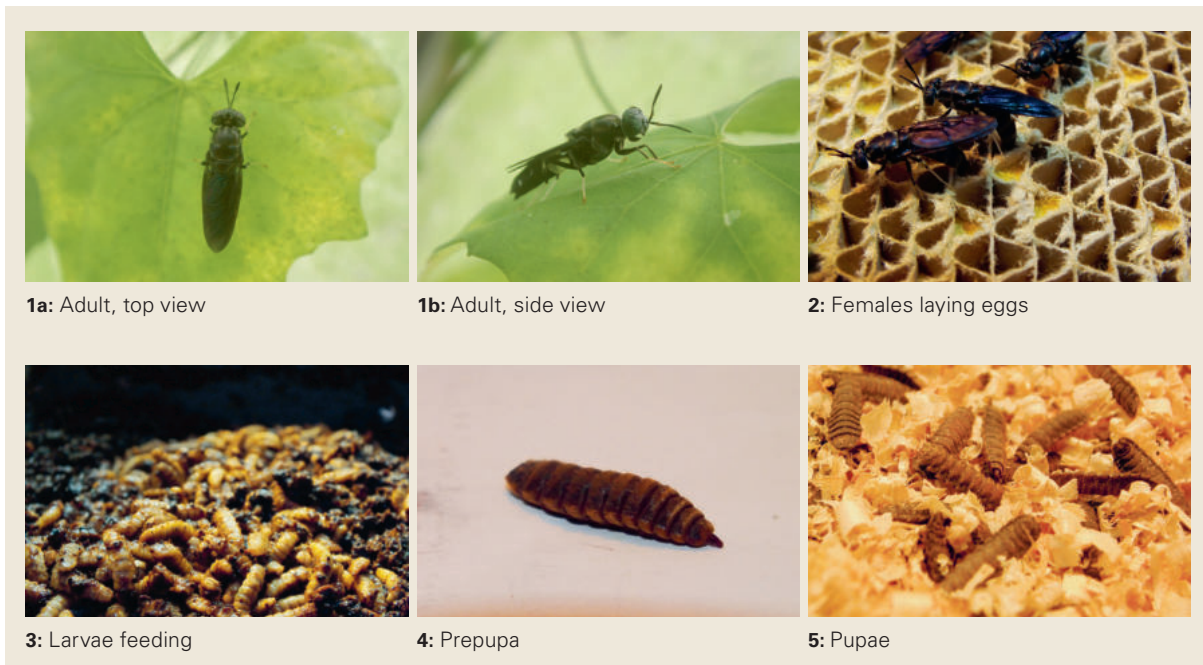 1a: Adult, top view
1b: Adult, side view
2: Females laying eggs
3: Larvae feeding
4: Prepupa
5: Pupae